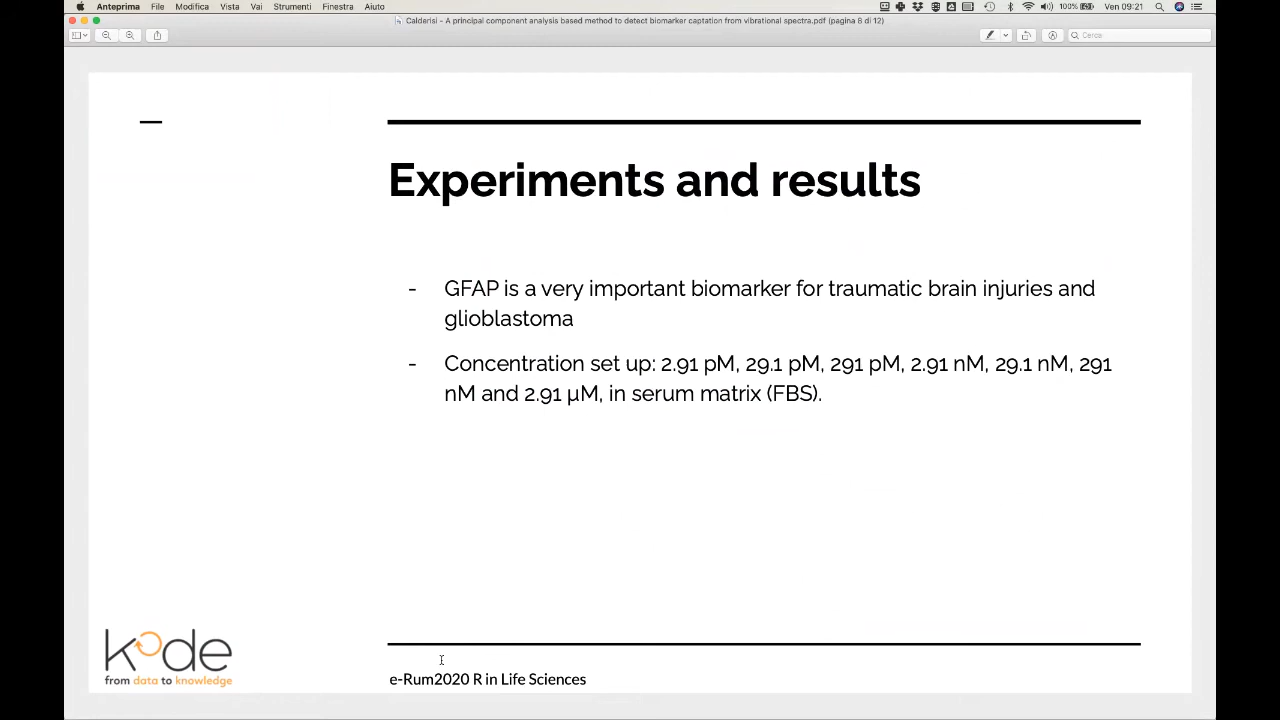 Anteprima File Modifica Vista Vai Strumenti Finestra Aiuto 100% Ven 09:21
Calderisi - A principal component analysis based method to detect biomarker captation from vibrational spectra.pdf (pagina 8 di 12)
Cerca
Experiments and results
- GFAP is a very important biomarker for traumatic brain injuries and
glioblastoma
- Concentration set up: 2.91 pM, 29.1 pM, 291 pM, 2.91 nM, 29.1 nM, 291
nM and 2.91 µM, in serum matrix (FBS).
kode
from data to knowledge
e-Rum2020 R in Life Sciences